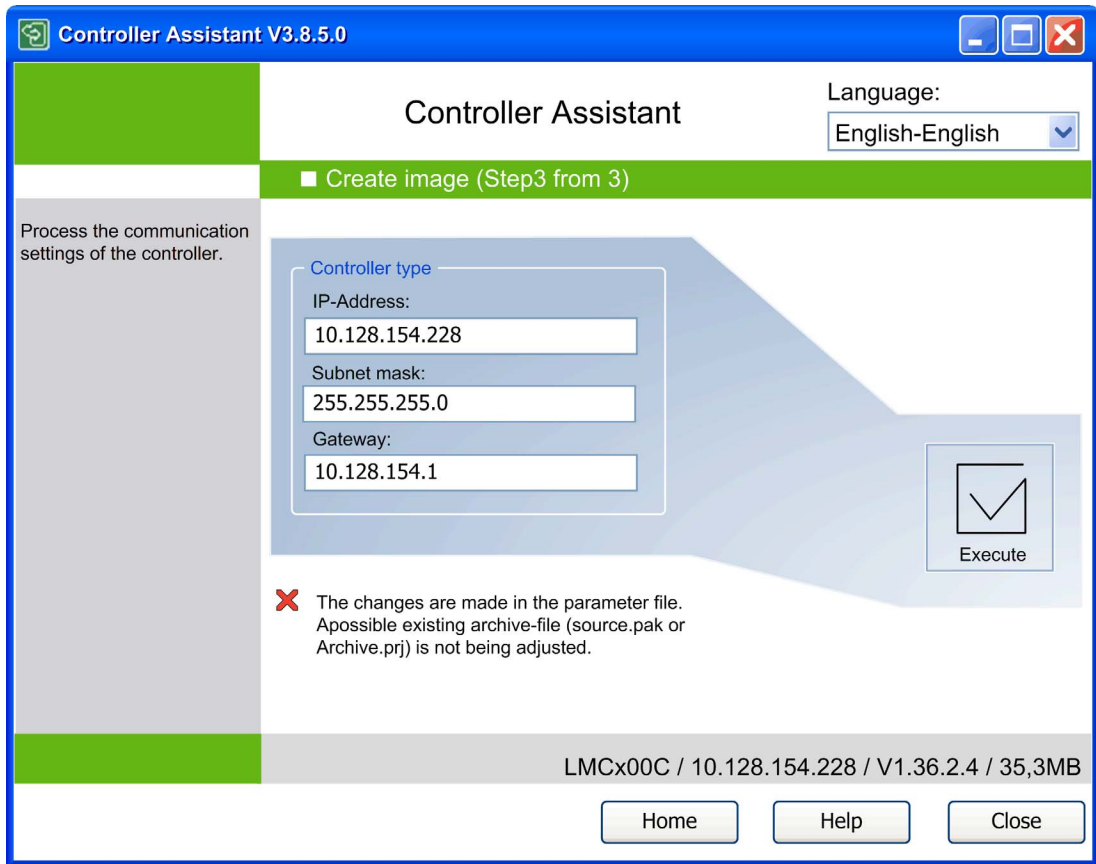 Controller Assistant V3.8.5.0
Controller Assistant
Language:
English-English
Create image (Step3 from 3)
Process the communication
settings of the controller.
Controller type
IP-Address:
10.128.154.228
Subnet mask:
255.255.255.0
Gateway:
10.128.154.1
Execute
The changes are made in the parameter file.
Apossible existing archive-file (source.pak or
Archive.prj) is not being adjusted.
LMCx00C / 10.128.154.228 / V1.36.2.4 / 35,3MB
Home
Help
Close